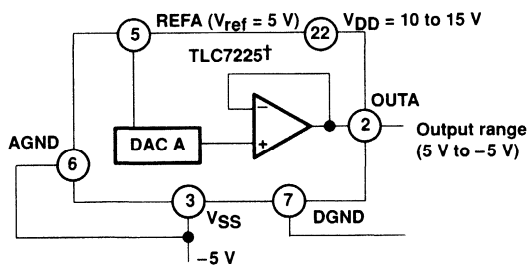 REFA (Vref = 5 V)
VDD = 10 to 15 V
5
22
TLC7225†
OUTA
−
+
2
Output range
(5 V to −5 V)
AGND
6
DAC A
3
VSS
7
DGND
−5 V